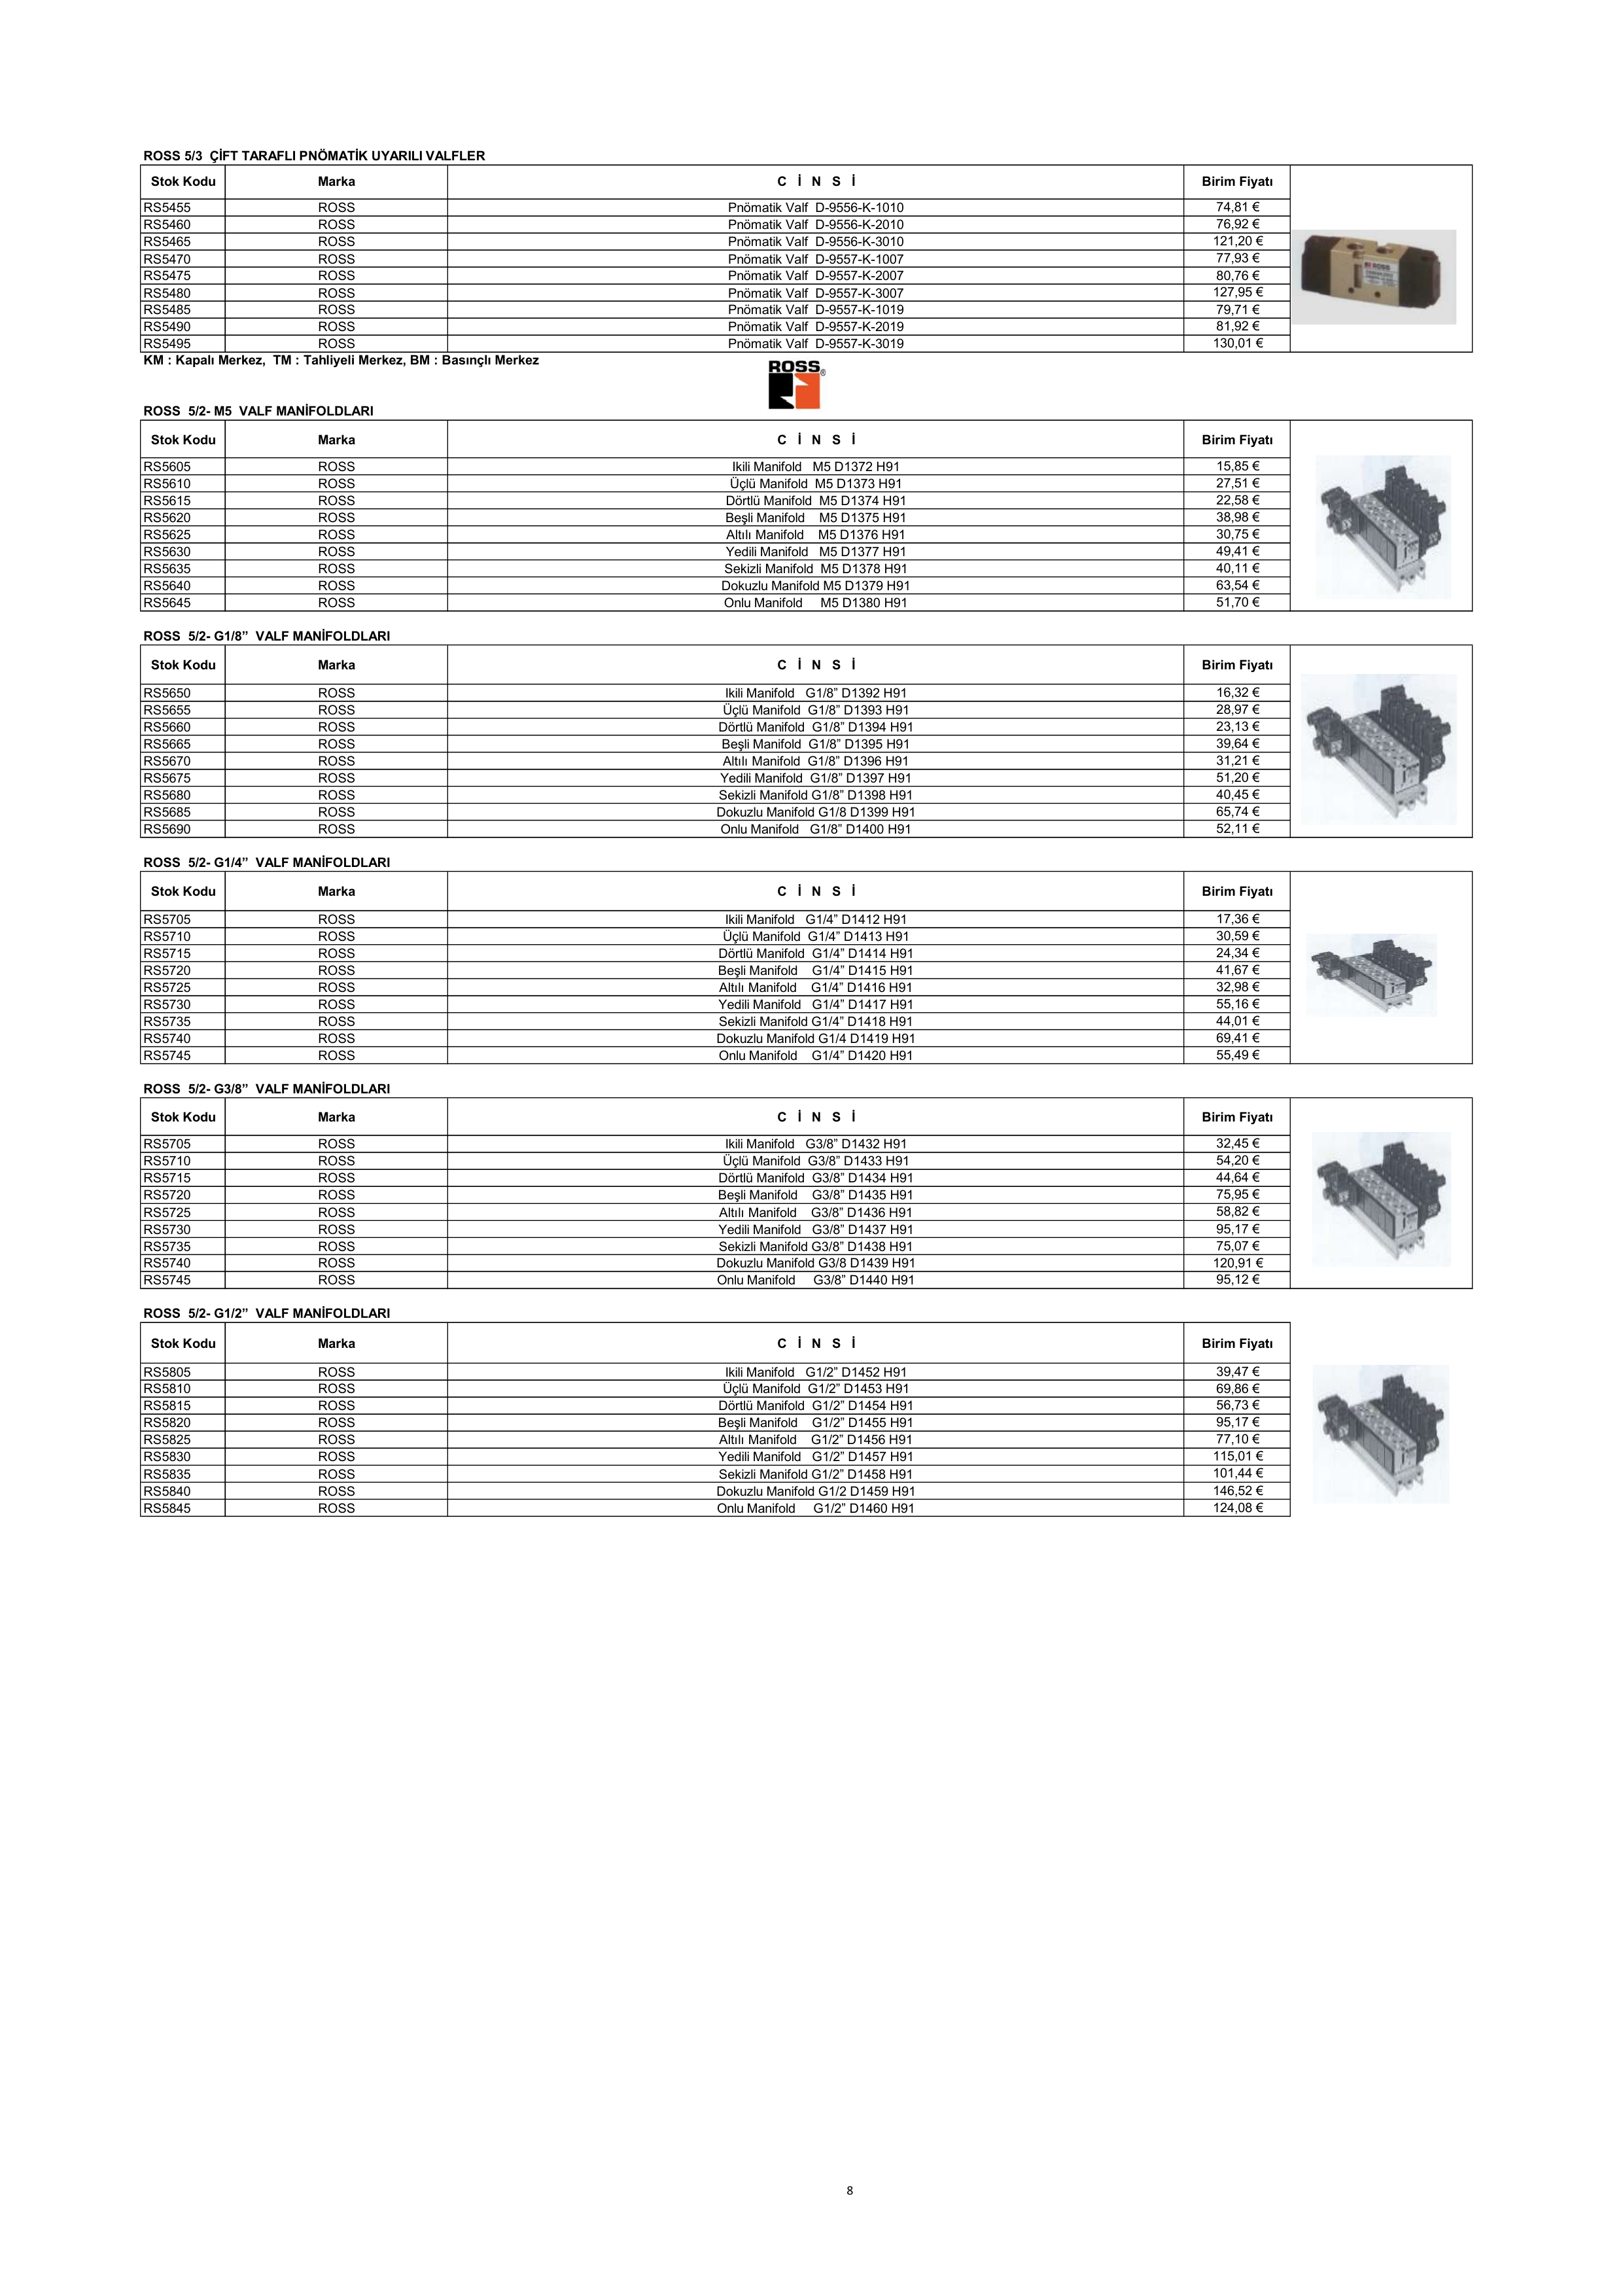 ROSS 5/3 ÇİFT TARAFLI PNÖMATİK UYARILI VALFLER
Stok Kodu Marka C İ N S İ Birim Fiyatı
RS5455 ROSS Pnömatik Valf D-9556-K-1010 74,81 €
RS5460 ROSS Pnömatik Valf D-9556-K-2010 76,92 €
RS5465 ROSS Pnömatik Valf D-9556-K-3010 121,20 €
RS5470 ROSS Pnömatik Valf D-9557-K-1007 77,93 €
RS5475 ROSS Pnömatik Valf D-9557-K-2007 80,76 €
RS5480 ROSS Pnömatik Valf D-9557-K-3007 127,95 €
RS5485 ROSS Pnömatik Valf D-9557-K-1019 79,71 €
RS5490 ROSS Pnömatik Valf D-9557-K-2019 81,92 €
RS5495 ROSS Pnömatik Valf D-9557-K-3019 130,01 €
ROSS
KM : Kapalı Merkez, TM : Tahliyeli Merkez, BM : Basınçlı Merkez
ROSS®
ROSS 5/2- M5 VALF MANİFOLDLARI
Stok Kodu Marka C İ N S İ Birim Fiyatı
RS5605 ROSS Ikili Manifold M5 D1372 H91 15,85 €
RS5610 ROSS Üçlü Manifold M5 D1373 H91 27,51 €
RS5615 ROSS Dörtlü Manifold M5 D1374 H91 22,58 €
RS5620 ROSS Beşli Manifold M5 D1375 H91 38,98 €
RS5625 ROSS Altılı Manifold M5 D1376 H91 30,75 €
RS5630 ROSS Yedili Manifold M5 D1377 H91 49,41 €
RS5635 ROSS Sekizli Manifold M5 D1378 H91 40,11 €
RS5640 ROSS Dokuzlu Manifold M5 D1379 H91 63,54 €
RS5645 ROSS Onlu Manifold M5 D1380 H91 51,70 €
ROSS 5/2- G1/8” VALF MANİFOLDLARI
Stok Kodu Marka C İ N S İ Birim Fiyatı
RS5650 ROSS Ikili Manifold G1/8” D1392 H91 16,32 €
RS5655 ROSS Üçlü Manifold G1/8” D1393 H91 28,97 €
RS5660 ROSS Dörtlü Manifold G1/8” D1394 H91 23,13 €
RS5665 ROSS Beşli Manifold G1/8” D1395 H91 39,64 €
RS5670 ROSS Altılı Manifold G1/8” D1396 H91 31,21 €
RS5675 ROSS Yedili Manifold G1/8” D1397 H91 51,20 €
RS5680 ROSS Sekizli Manifold G1/8” D1398 H91 40,45 €
RS5685 ROSS Dokuzlu Manifold G1/8 D1399 H91 65,74 €
RS5690 ROSS Onlu Manifold G1/8” D1400 H91 52,11 €
ROSS 5/2- G1/4” VALF MANİFOLDLARI
Stok Kodu Marka C İ N S İ Birim Fiyatı
RS5705 ROSS Ikili Manifold G1/4” D1412 H91 17,36 €
RS5710 ROSS Üçlü Manifold G1/4” D1413 H91 30,59 €
RS5715 ROSS Dörtlü Manifold G1/4” D1414 H91 24,34 €
RS5720 ROSS Beşli Manifold G1/4” D1415 H91 41,67 €
RS5725 ROSS Altılı Manifold G1/4” D1416 H91 32,98 €
RS5730 ROSS Yedili Manifold G1/4” D1417 H91 55,16 €
RS5735 ROSS Sekizli Manifold G1/4” D1418 H91 44,01 €
RS5740 ROSS Dokuzlu Manifold G1/4 D1419 H91 69,41 €
RS5745 ROSS Onlu Manifold G1/4” D1420 H91 55,49 €
ROSS 5/2- G3/8” VALF MANİFOLDLARI
Stok Kodu Marka C İ N S İ Birim Fiyatı
RS5705 ROSS Ikili Manifold G3/8” D1432 H91 32,45 €
RS5710 ROSS Üçlü Manifold G3/8” D1433 H91 54,20 €
RS5715 ROSS Dörtlü Manifold G3/8” D1434 H91 44,64 €
RS5720 ROSS Beşli Manifold G3/8” D1435 H91 75,95 €
RS5725 ROSS Altılı Manifold G3/8” D1436 H91 58,82 €
RS5730 ROSS Yedili Manifold G3/8” D1437 H91 95,17 €
RS5735 ROSS Sekizli Manifold G3/8” D1438 H91 75,07 €
RS5740 ROSS Dokuzlu Manifold G3/8 D1439 H91 120,91 €
RS5745 ROSS Onlu Manifold G3/8” D1440 H91 95,12 €
ROSS 5/2- G1/2” VALF MANİFOLDLARI
Stok Kodu Marka C İ N S İ Birim Fiyatı
RS5805 ROSS Ikili Manifold G1/2” D1452 H91 39,47 €
RS5810 ROSS Üçlü Manifold G1/2” D1453 H91 69,86 €
RS5815 ROSS Dörtlü Manifold G1/2” D1454 H91 56,73 €
RS5820 ROSS Beşli Manifold G1/2” D1455 H91 95,17 €
RS5825 ROSS Altılı Manifold G1/2” D1456 H91 77,10 €
RS5830 ROSS Yedili Manifold G1/2” D1457 H91 115,01 €
RS5835 ROSS Sekizli Manifold G1/2” D1458 H91 101,44 €
RS5840 ROSS Dokuzlu Manifold G1/2 D1459 H91 146,52 €
RS5845 ROSS Onlu Manifold G1/2” D1460 H91 124,08 €
8